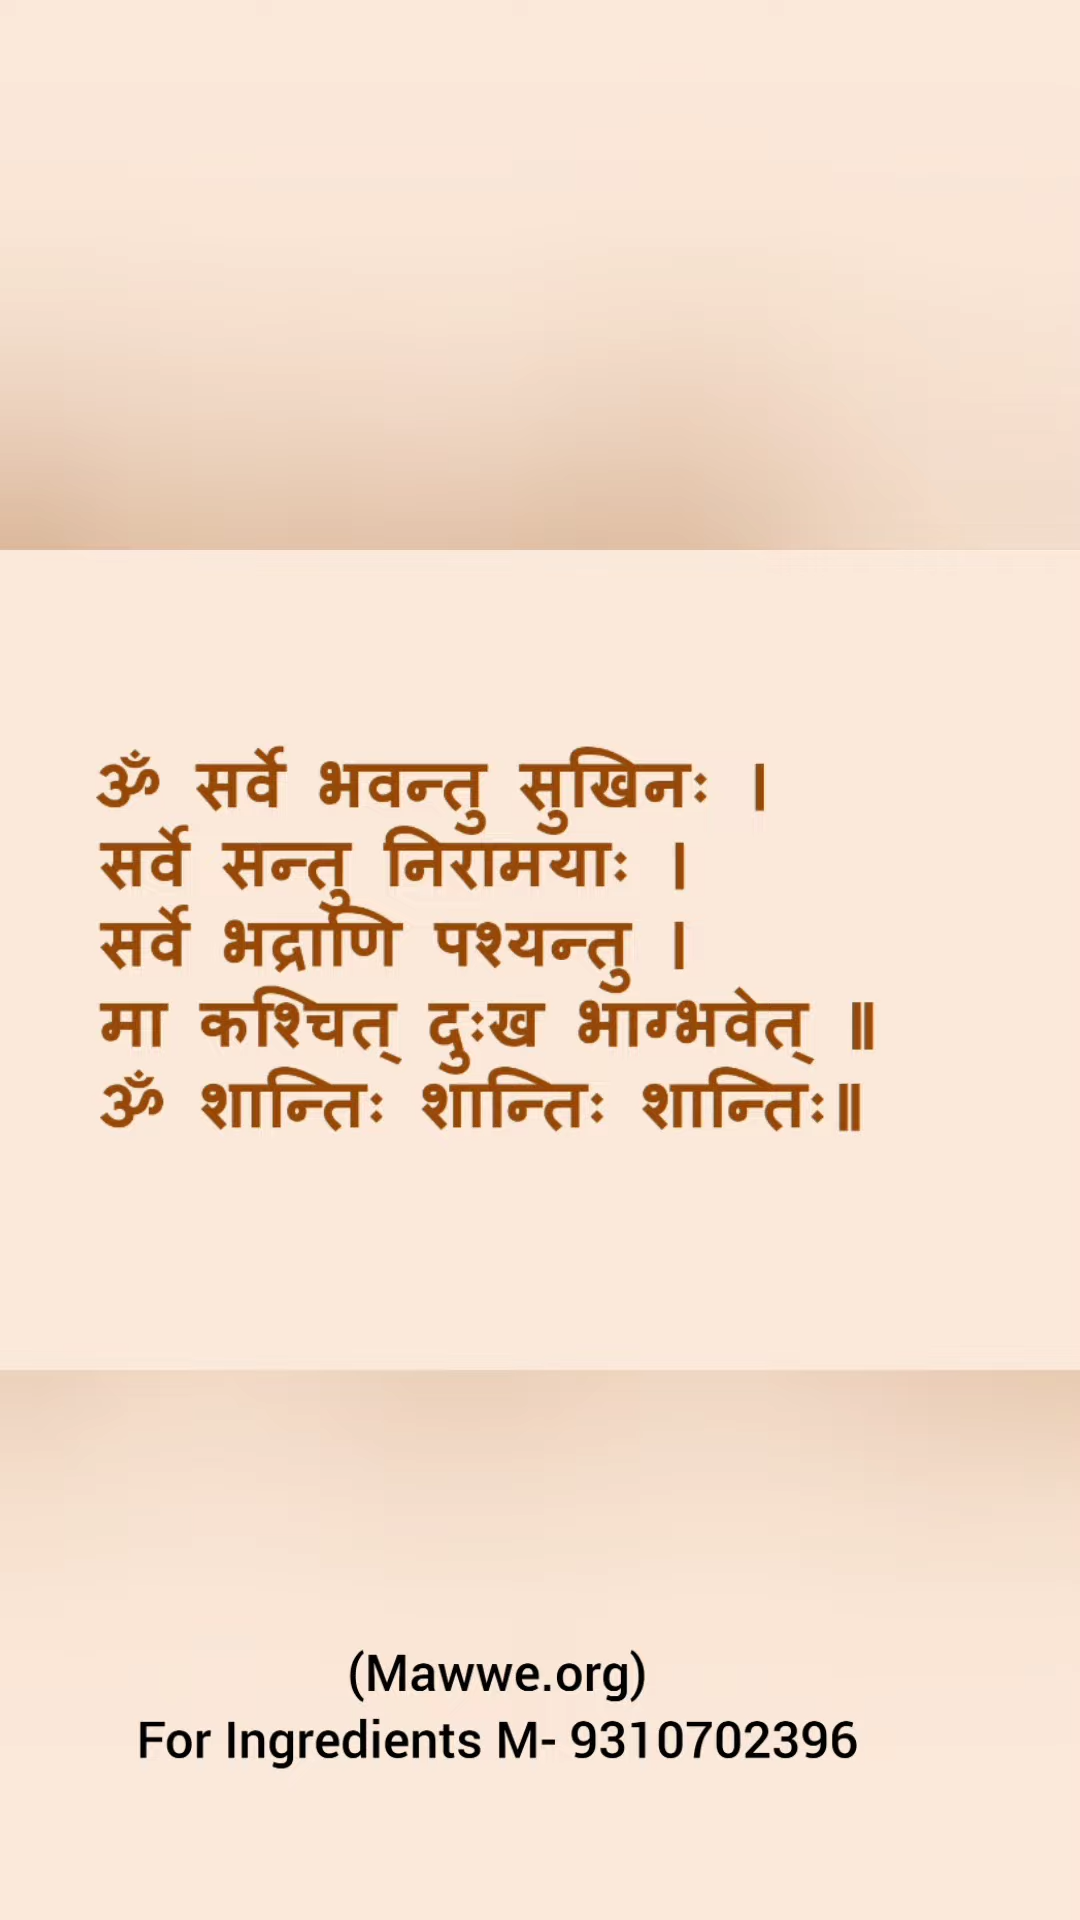 ॐ सर्वे भवन्तु सुखिनः ।
सर्वे सन्तु निरामयाः ।
सर्वे भद्राणि पश्यन्तु ।
मा कश्चित् दुःख भाग्भवेत् ॥
ॐ शान्तिः शान्तिः शान्तिः॥
(Mawwe.org)
For Ingredients M- 9310702396